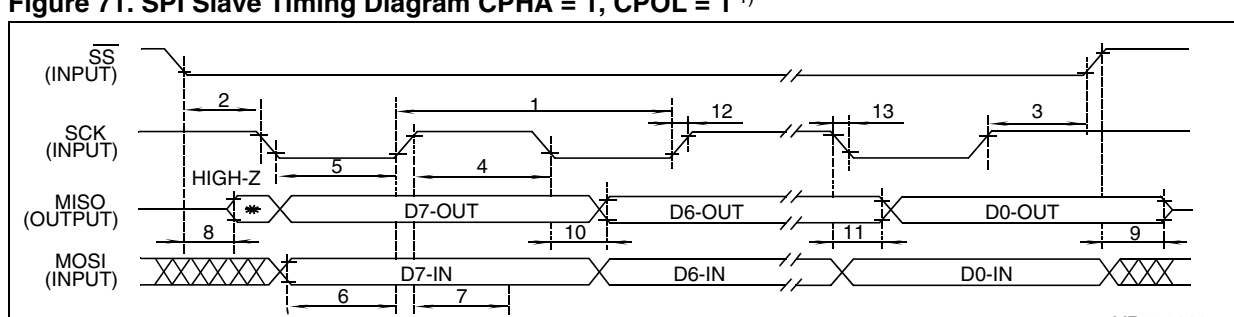 Figure 71. SPI Slave Timing Diagram CPHA = 1, CPOL = 1 1)
SS
(INPUT)
2
1
12
13
3
SCK
(INPUT)
5
4
HIGH-Z
MISO
(OUTPUT)
D7-OUT
D6-OUT
D0-OUT
8
10
11
9
MOSI
(INPUT)
D7-IN
D6-IN
D0-IN
6
7